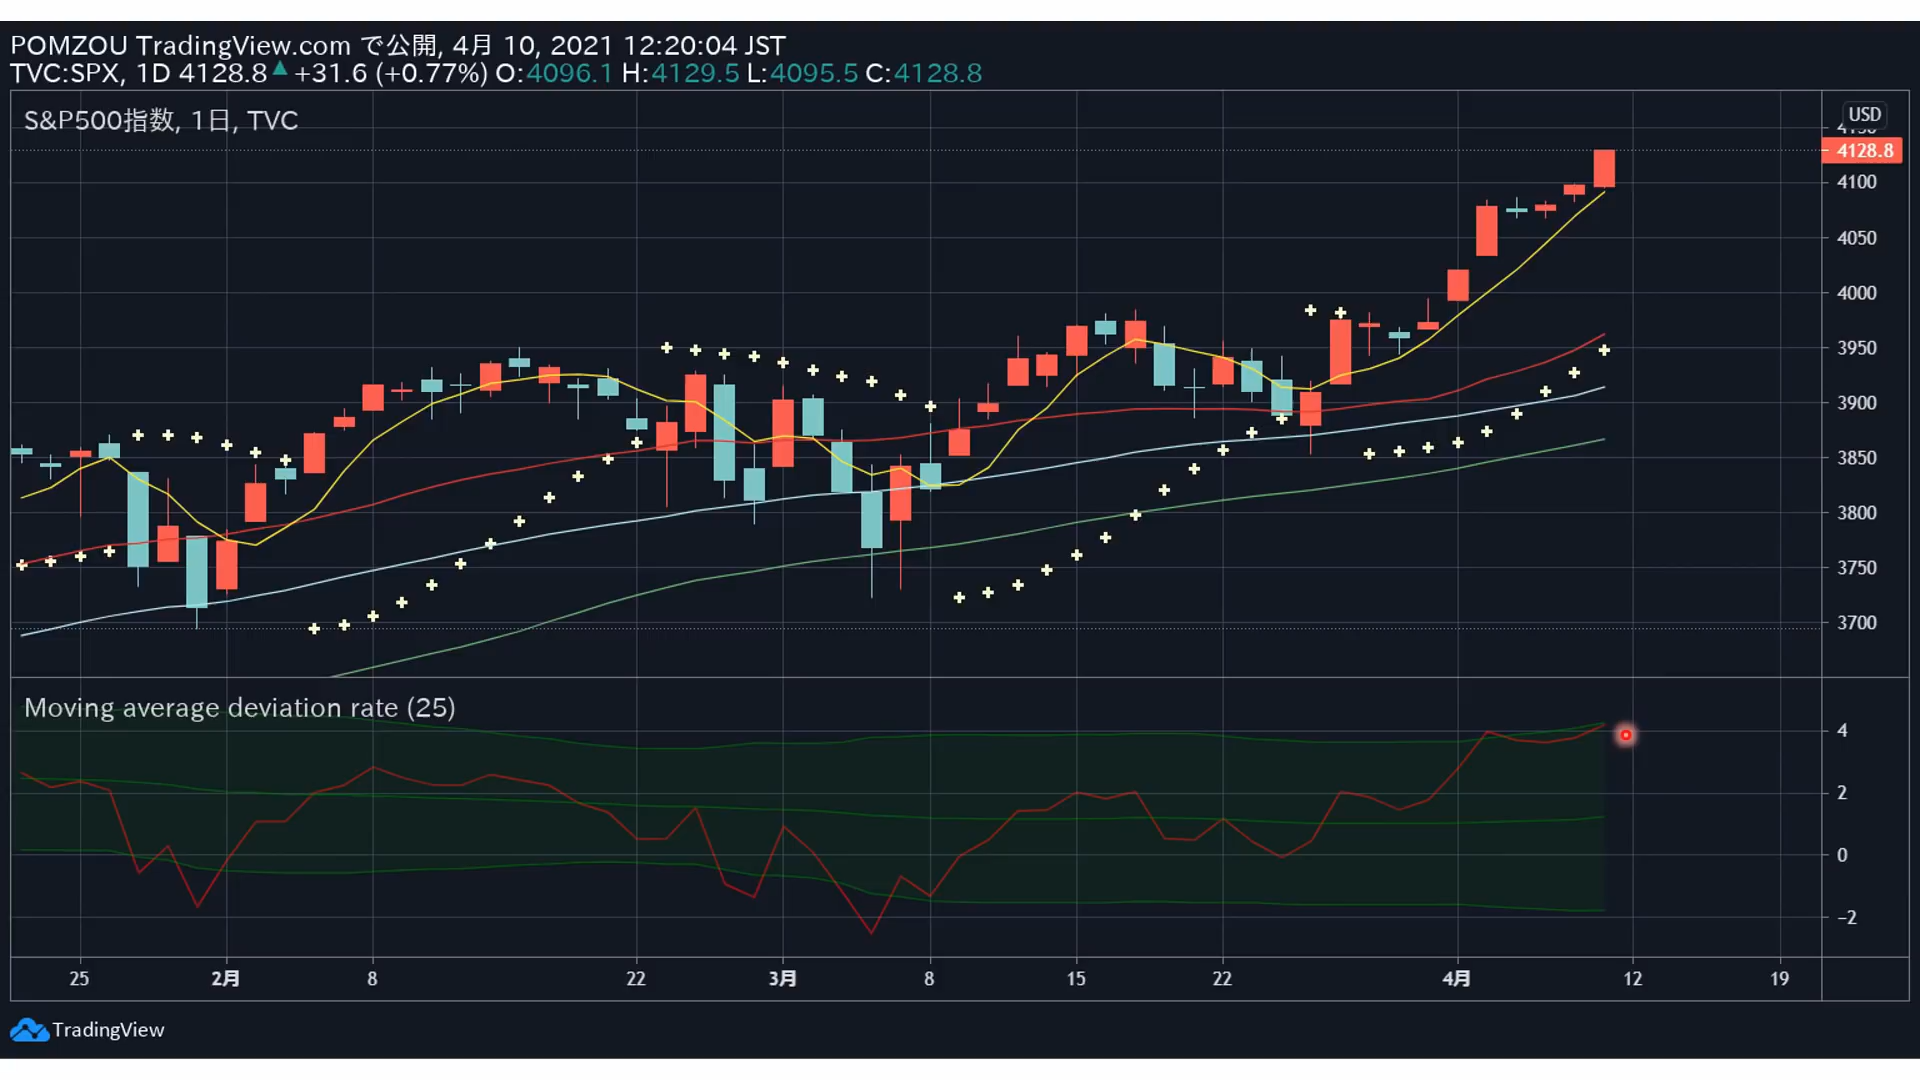 POMZOU TradingView.com で公開, 4月 10, 2021 12:20:04 JST
TVC:SPX, 1D 4128.8▲ +31.6 (+0.77%) O:4096.1 H:4129.5 L:4095.5 C:4128.8
S&P500指数, 1日, TVC
USD
4150
4128.8
4100
4050
4000
3950
3900
3850
3800
3750
3700
Moving average deviation rate (25)
4
2
0
−2
25 2月 8 22 3月 8 15 22 4月 12 19
TradingView